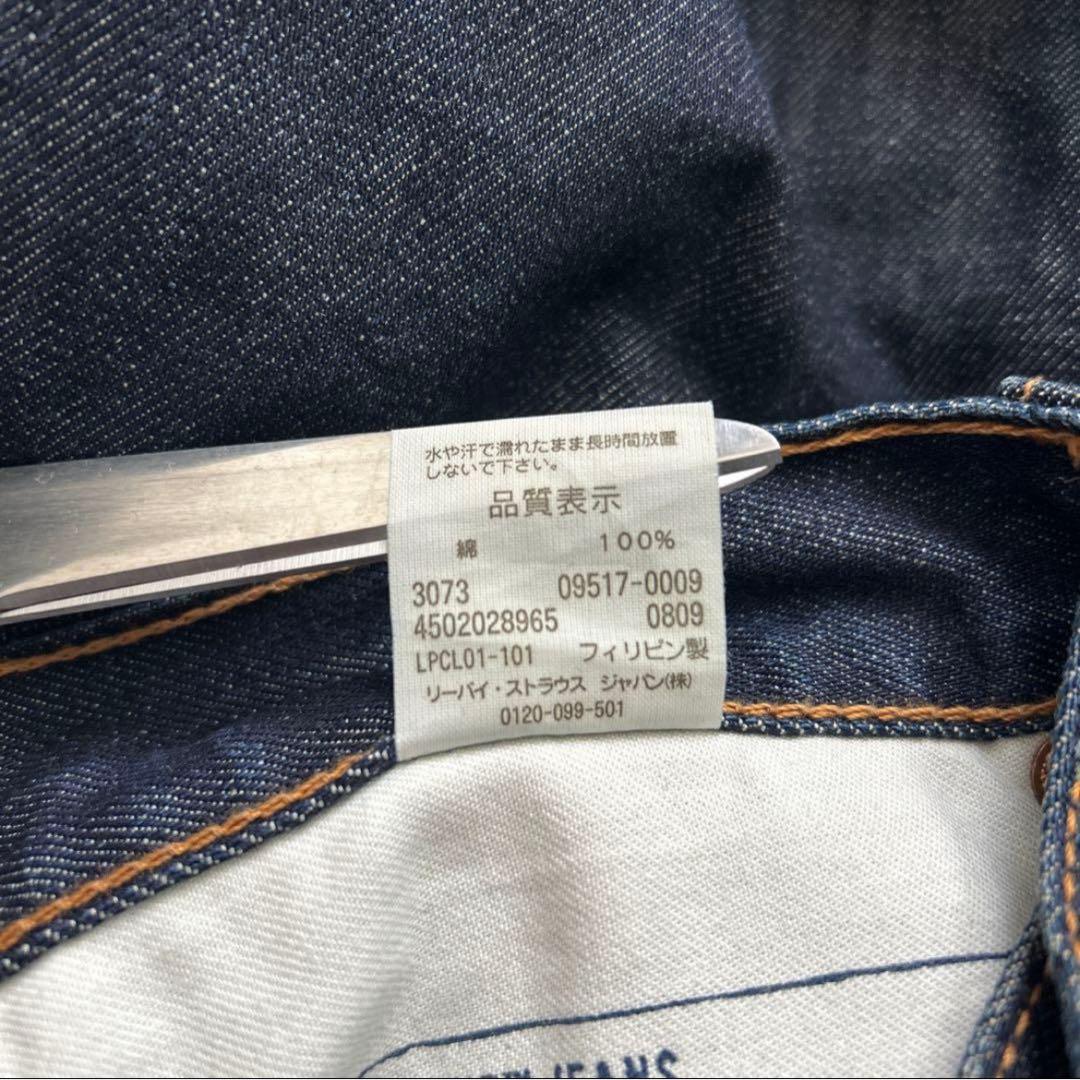 水や汗で濡れたまま長時間放置
しないで下さい。
品質表示
綿 100%
3073 09517-0009
4502028965 0809
LPCL01-101 フィリピン製
リーバイ・ストラウス ジャパン(株)
0120-099-501
JEANS